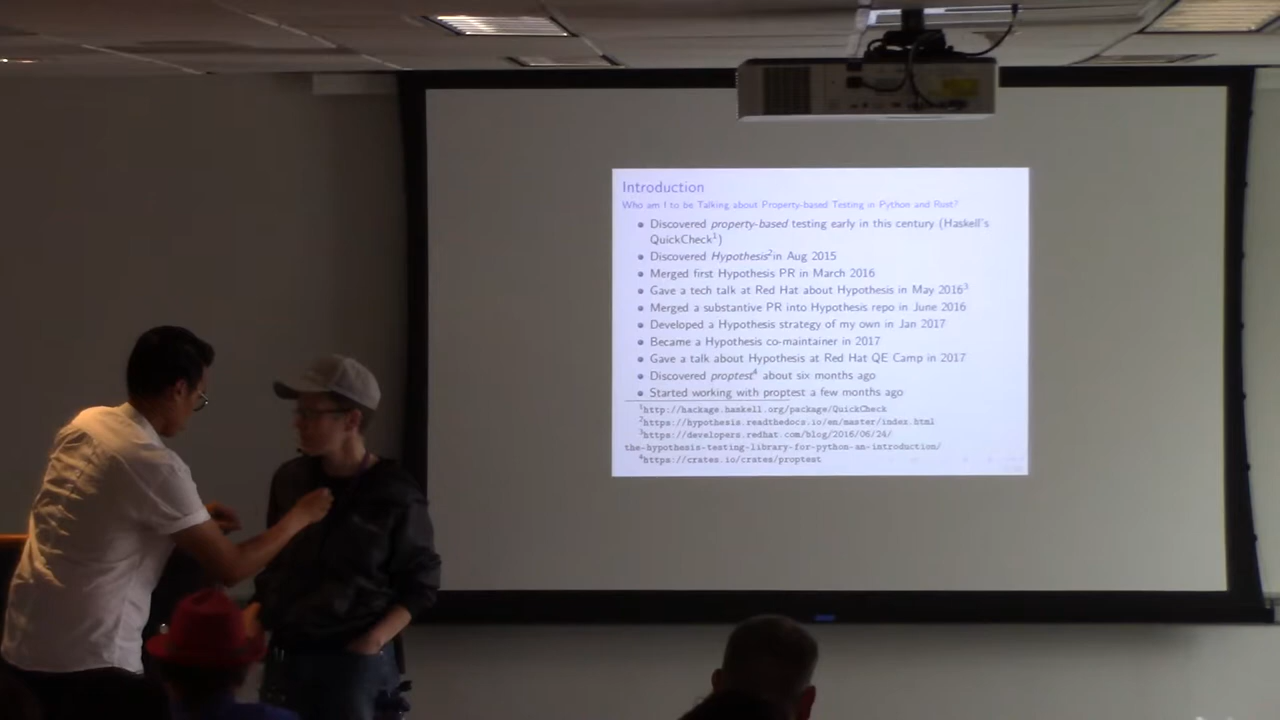 Introduction
Who am I to be Talking about Property-based Testing in Python and Rust?
Discovered property-based testing early in this century (Haskell's
QuickCheck1)
Discovered Hypothesis2in Aug 2015
Merged first Hypothesis PR in March 2016
Gave a tech talk at Red Hat about Hypothesis in May 20163
Merged a substantive PR into Hypothesis repo in June 2016
Developed a Hypothesis strategy of my own in Jan 2017
Became a Hypothesis co-maintainer in 2017
Gave a talk about Hypothesis at Red Hat QE Camp in 2017
Discovered proptest4 about six months ago
Started working with proptest a few months ago
1http://hackage.haskell.org/package/QuickCheck
2https://hypothesis.readthedocs.io/en/master/index.html
3https://developers.redhat.com/blog/2016/06/24/
the-hypothesis-testing-library-for-python-an-introduction/
4https://crates.io/crates/proptest